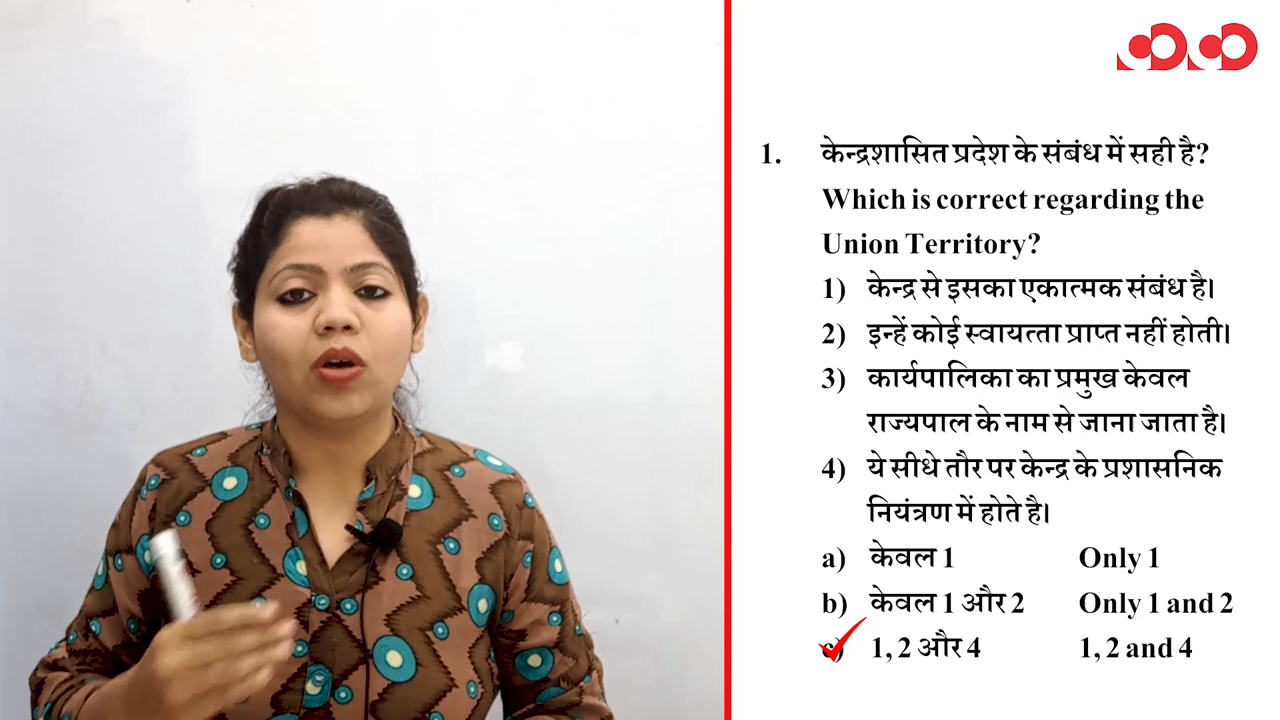 1. केन्द्रशासित प्रदेश के संबंध में सही है?
Which is correct regarding the
Union Territory?
1) केन्द्र से इसका एकात्मक संबंध है।
2) इन्हें कोई स्वायत्ता प्राप्त नहीं होती।
3) कार्यपालिका का प्रमुख केवल
राज्यपाल के नाम से जाना जाता है।
4) ये सीधे तौर पर केन्द्र के प्रशासनिक
नियंत्रण में होते है।
a) केवल 1 Only 1
b) केवल 1 और 2 Only 1 and 2
c) 1, 2 और 4 1, 2 and 4